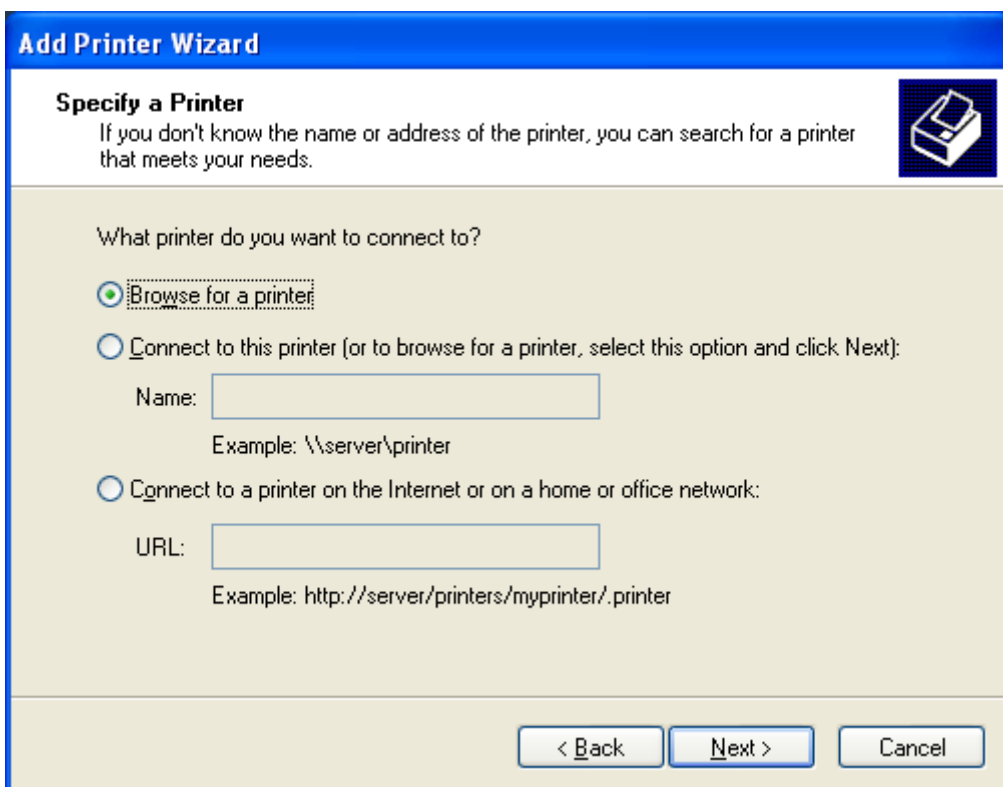 Add Printer Wizard
Specify a Printer
If you don't know the name or address of the printer, you can search for a printer
that meets your needs.
What printer do you want to connect to?
Browse for a printer
Connect to this printer (or to browse for a printer, select this option and click Next):
Name:
Example: \\server\printer
Connect to a printer on the Internet or on a home or office network:
URL:
Example: http://server/printers/myprinter/.printer
< Back Next > Cancel